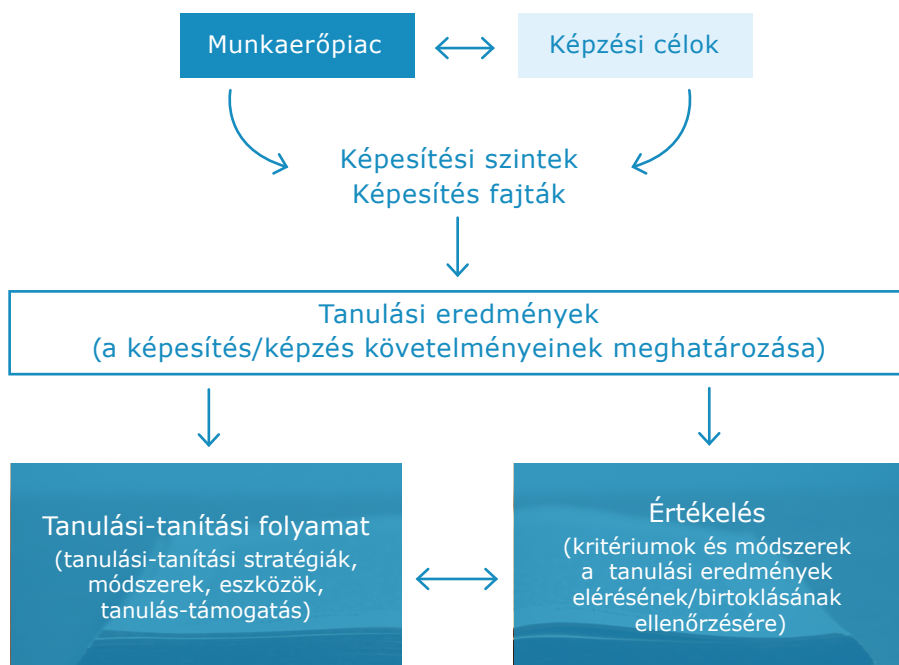 Munkaerőpiac
Képzési célok
Képesítési szintek
Képesítés fajták
Tanulási eredmények
(a képesítés/képzés követelményeinek meghatározása)
Tanulási-tanítási folyamat
(tanulási-tanítási stratégiák,
módszerek, eszközök,
tanulás-támogatás)
Értékelés
(kritériumok és módszerek
a tanulási eredmények
elérésének/birtoklásának
ellenőrzésére)